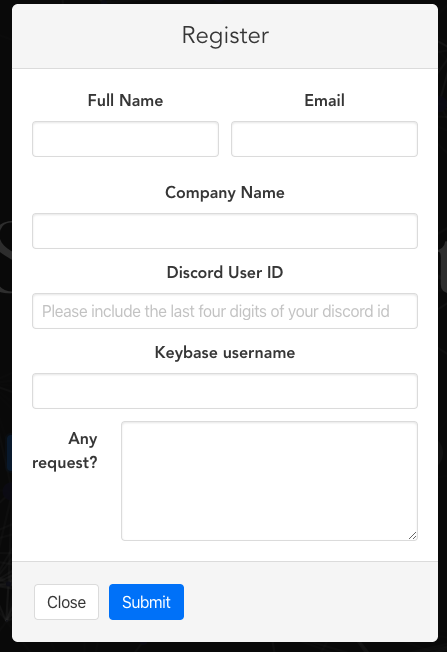 Register
Full Name
Email
Company Name
Discord User ID
Please include the last four digits of your discord id
Keybase username
Any
request?
Close
Submit